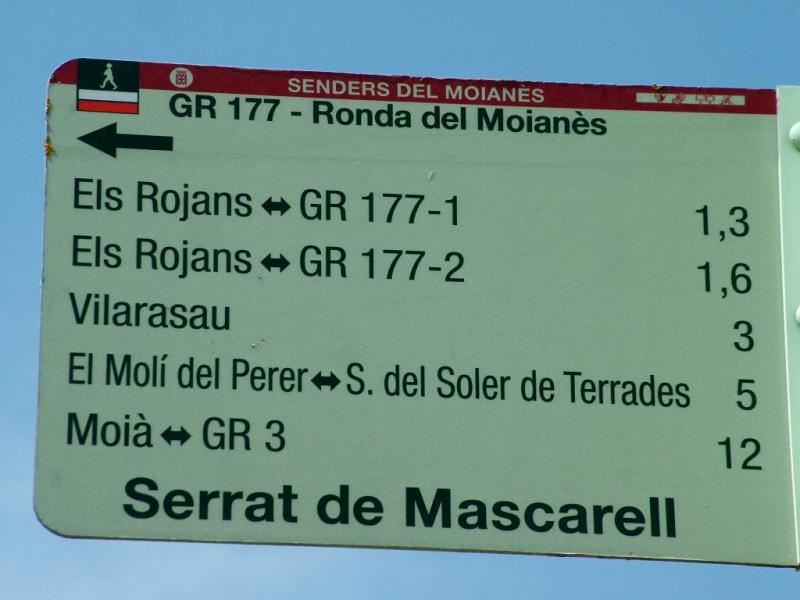 SENDERS DEL MOIANÈS
GR 177 - Ronda del Moianès
Els Rojans ↔ GR 177-1 1,3
Els Rojans ↔ GR 177-2 1,6
Vilarasau 3
El Molí del Perer ↔ S. del Soler de Terrades 5
Moià ↔ GR 3 12
Serrat de Mascarell